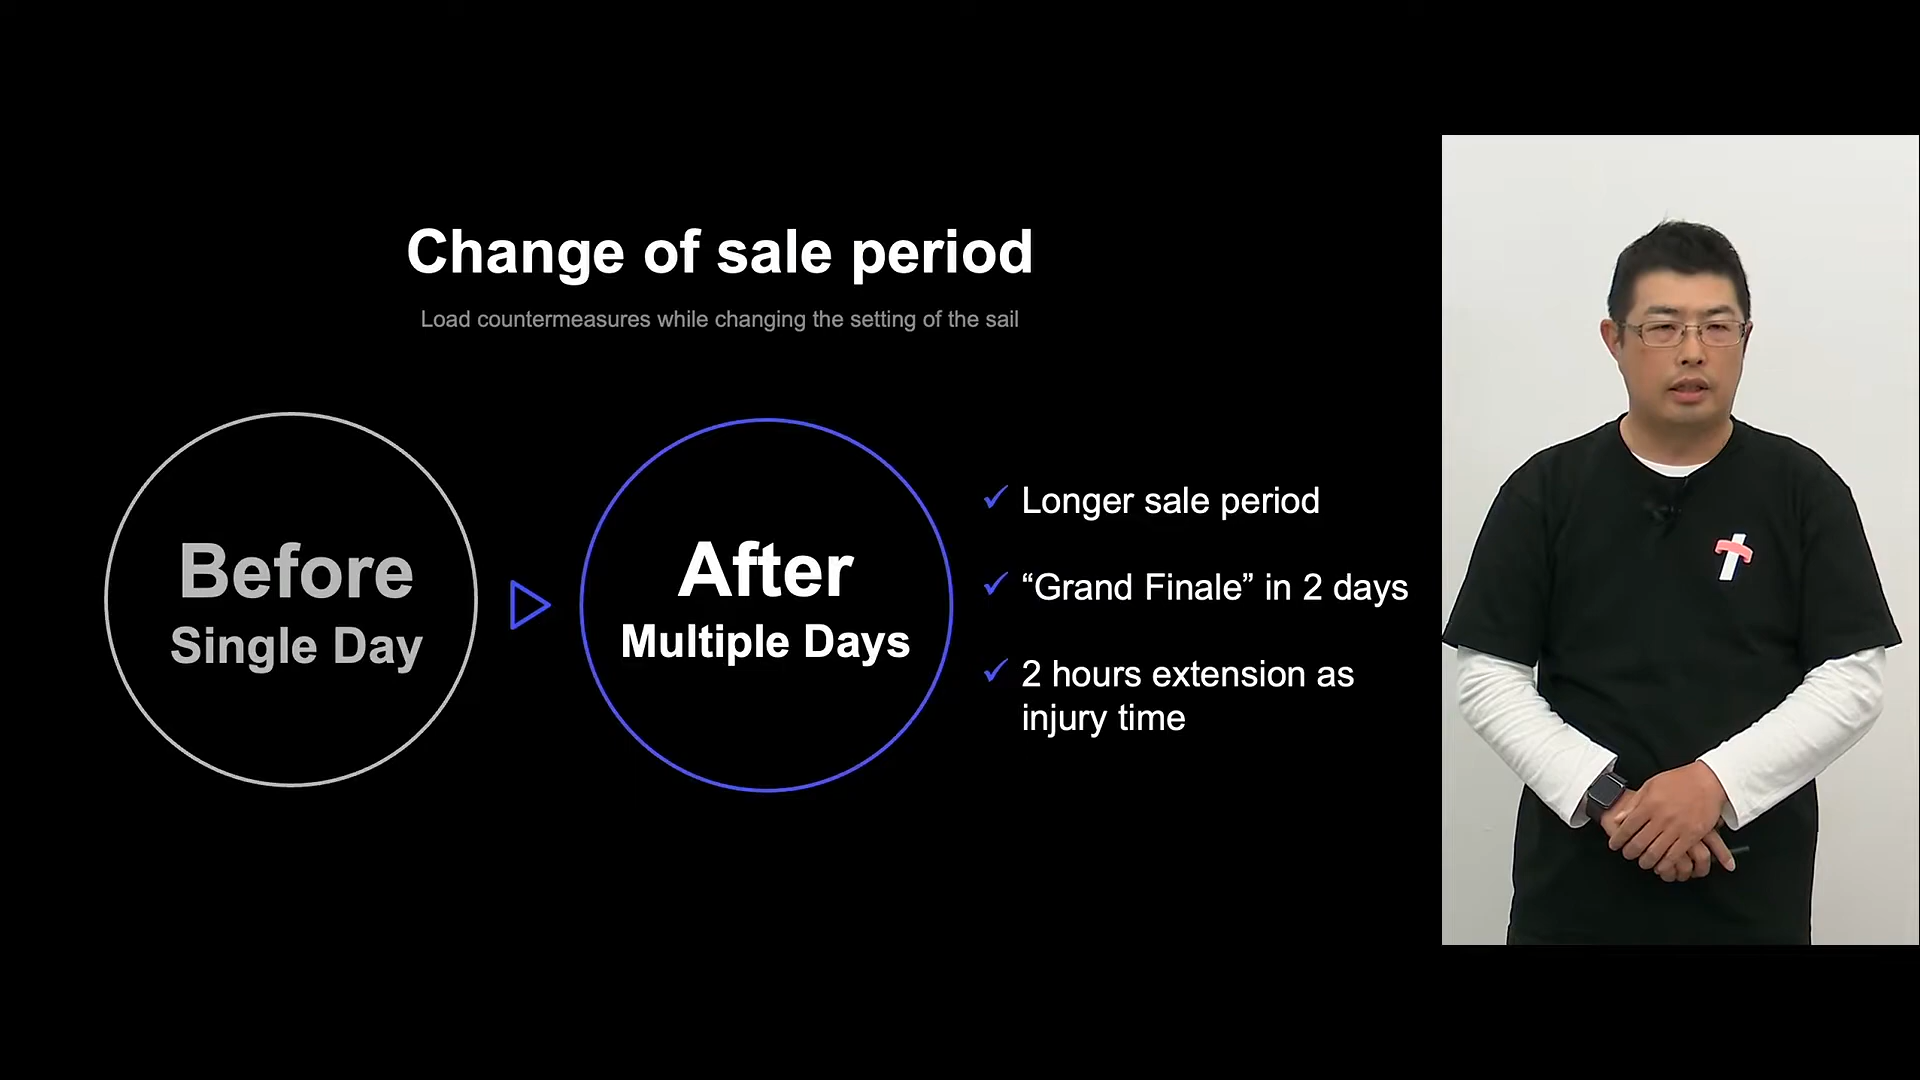 Change of sale period
Load countermeasures while changing the setting of the sail
Before
Single Day
After
Multiple Days
✓ Longer sale period
✓ “Grand Finale” in 2 days
✓ 2 hours extension as
injury time